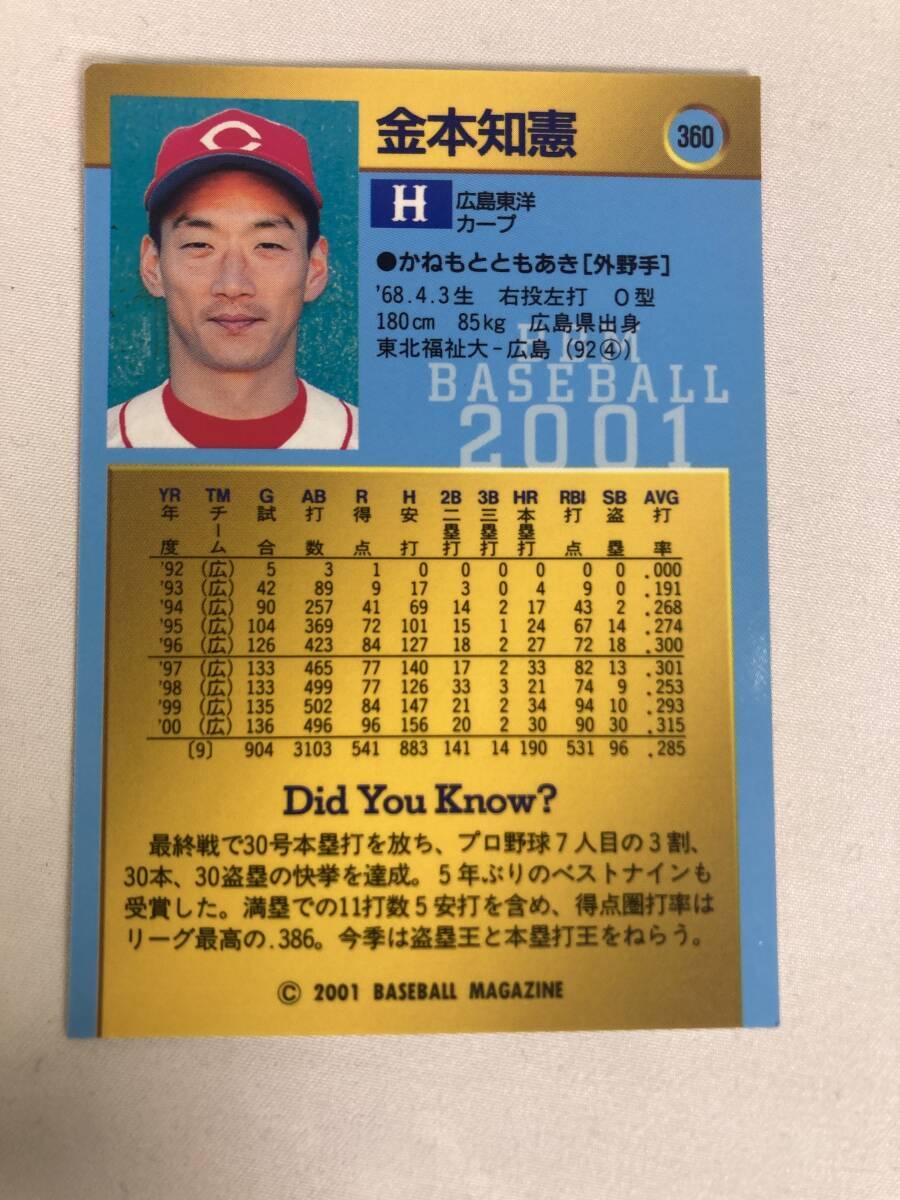 金本知憲
360
C
H 広島東洋
カープ
●かねもとともあき[外野手]
'68.4.3生 右投左打 O型
180cm 85kg 広島県出身
東北福祉大-広島 (92④)
BBM
BASEBALL
2001
YR TM G AB R H 2B 3B HR RBI SB AVG
年度 チーム 試合 打数 得点 安打 二塁打 三塁打 本塁打 打点 盗塁 打率
'92 (広) 5 3 1 0 0 0 0 0 0 .000
'93 (広) 42 89 9 17 3 0 4 9 0 .191
'94 (広) 90 257 41 69 14 2 17 43 2 .268
'95 (広) 104 369 72 101 15 1 24 67 14 .274
'96 (広) 126 423 84 127 18 2 27 72 18 .300
'97 (広) 133 465 77 140 17 2 33 82 13 .301
'98 (広) 133 499 77 126 33 3 21 74 9 .253
'99 (広) 135 502 84 147 21 2 34 94 10 .293
'00 (広) 136 496 96 156 20 2 30 90 30 .315
(9) 904 3103 541 883 141 14 190 531 96 .285
Did You Know?
最終戦で30号本塁打を放ち、プロ野球7人目の3割、
30本、30盗塁の快挙を達成。5年ぶりのベストナインも
受賞した。満塁での11打数5安打を含め、得点圏打率は
リーグ最高の.386。今季は盗塁王と本塁打王をねらう。
© 2001 BASEBALL MAGAZINE